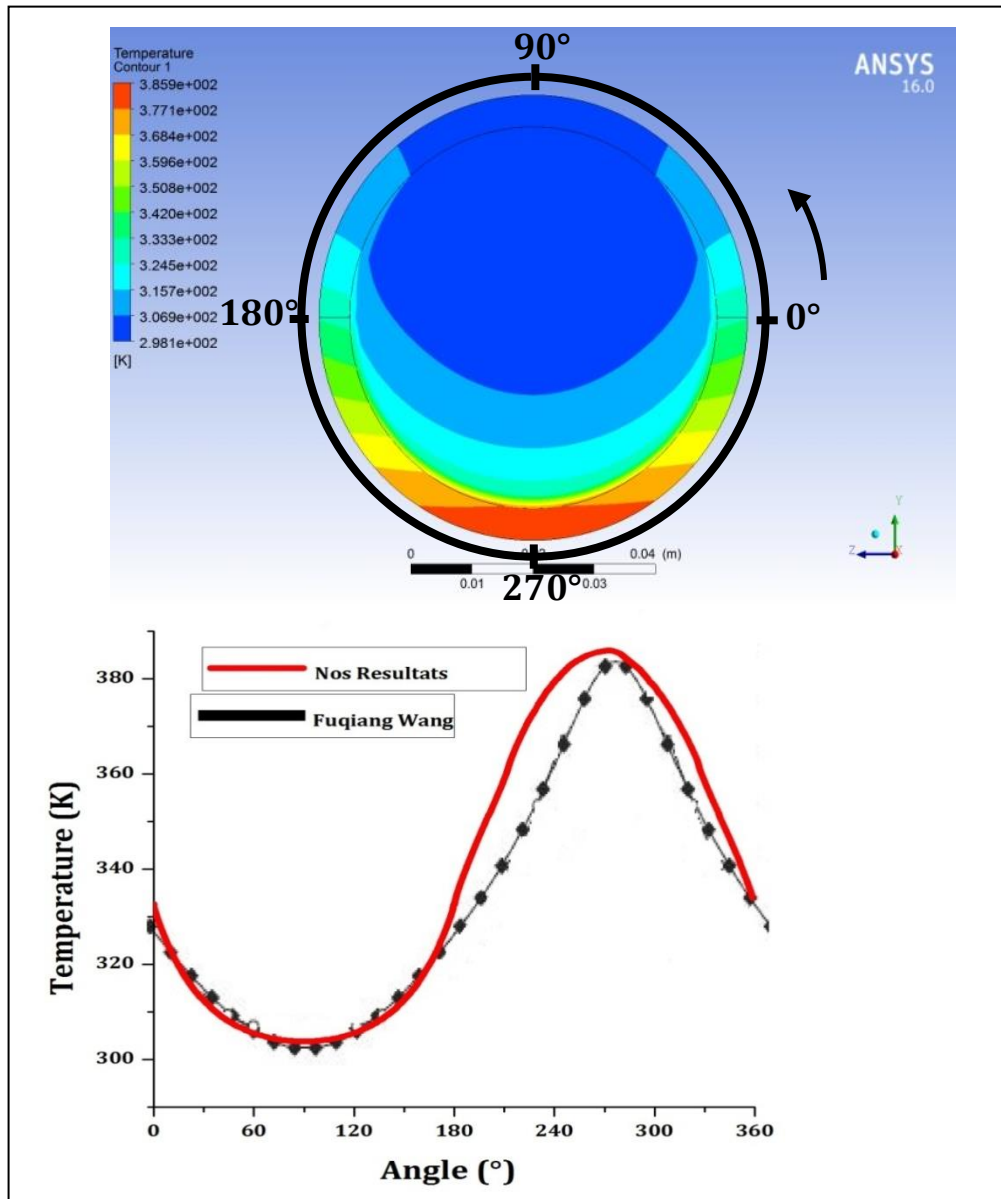 90°
Temperature
Contour 1
ANSYS
16.0
3.859e+002
3.771e+002
3.684e+002
3.596e+002
3.508e+002
3.420e+002
3.333e+002
3.245e+002
3.157e+002
3.069e+002
2.981e+002
[K]
180°
0°
Y
Z
X
0
0.04 (m)
0.01
0.03
270°
Nos Resultats
Fuqiang Wang
380
360
340
320
300
Temperature (K)
0
60
120
180
240
300
360
Angle (°)